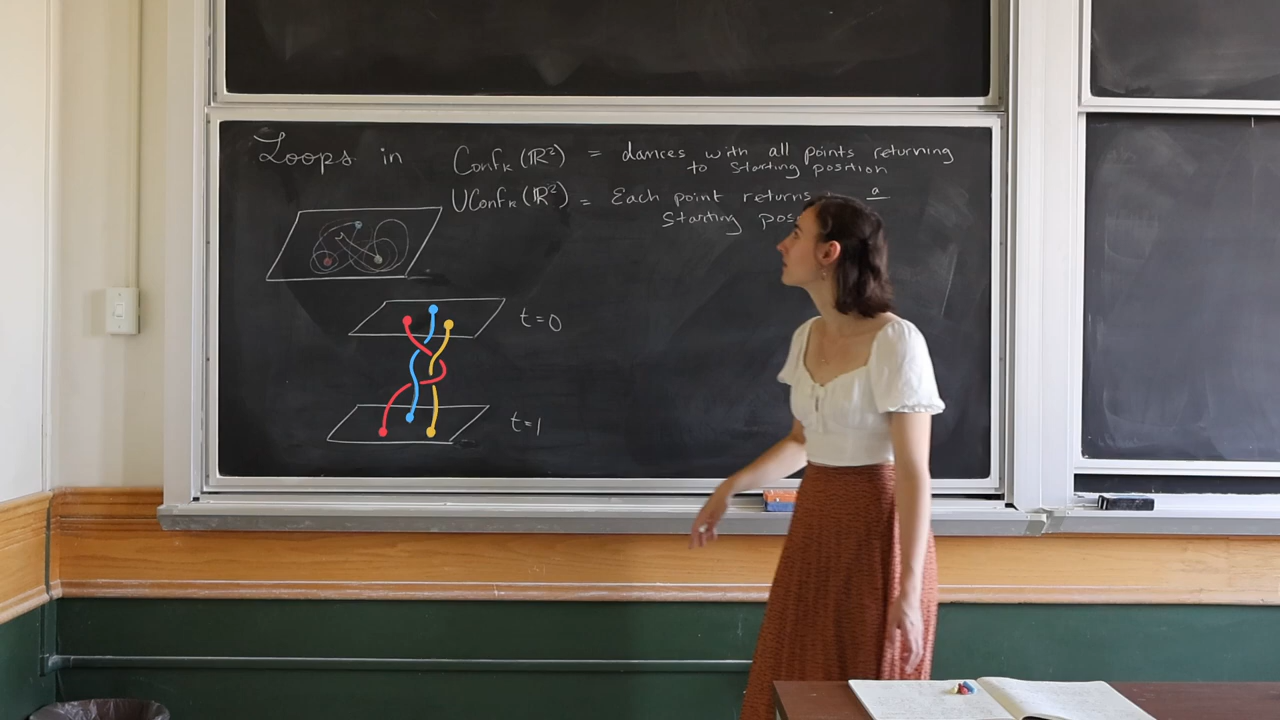 Loops in Confₖ(ℝ²) = dances with all points returning
to starting position
UConfₖ(ℝ²) = Each point returns a
starting pos
t=0
t=1